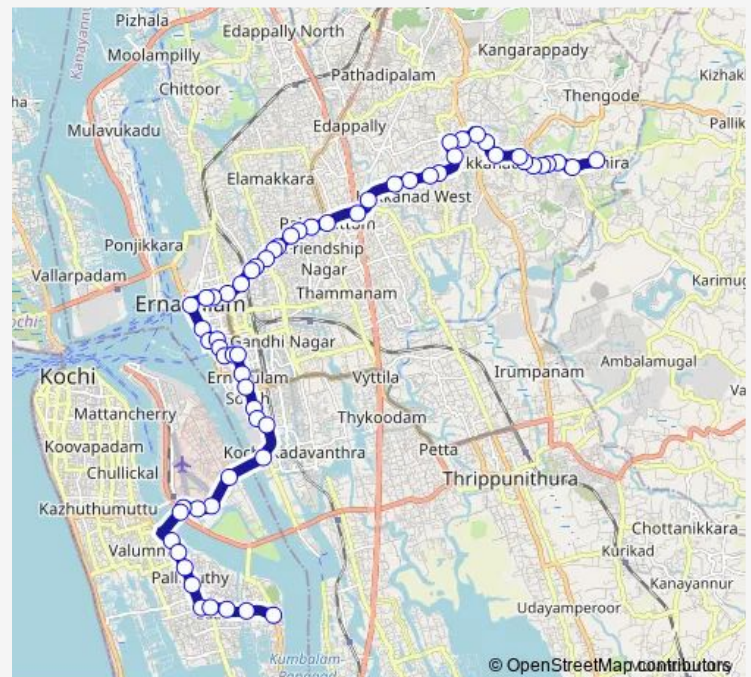 Pizhala
Edappally North
Moolampilly
Kangarappady
Kanayann
Pathadipalam
Chittoor
Kizhak
Thengode
Mulavukadu
Edappally
Pallik
Elamakkara
Ponjikkara
Friendship
Nagar
Vallarpadam
Thammanam
Karimug
Gandhi Nagar
Kochi
Vyttila
Irumpanam
Ambalamugal
Mattancherry
Koovapadam
Thykoodam
Chullickal
Petta
Thrippunithura
Kazhuthumuttu
Chottanikkara
Kurikad
Kanayannur
Udayamperoor
Kumbalam-
© OpenStreetMap contributors